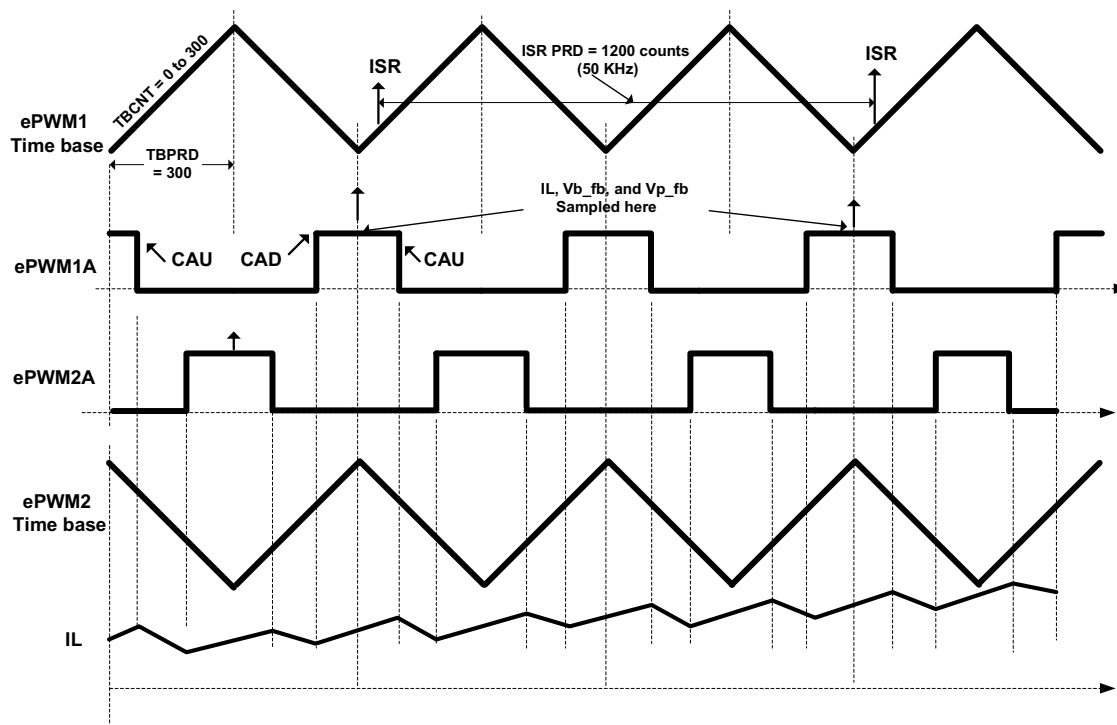 ISR PRD = 1200 counts
(50 KHz)
ISR
ISR
TBCNT = 0 to 300
ePWM1
Time base
TBPRD
= 300
IL, Vb_fb, and Vp_fb
Sampled here
CAU
CAD
CAU
ePWM1A
ePWM2A
ePWM2
Time base
IL